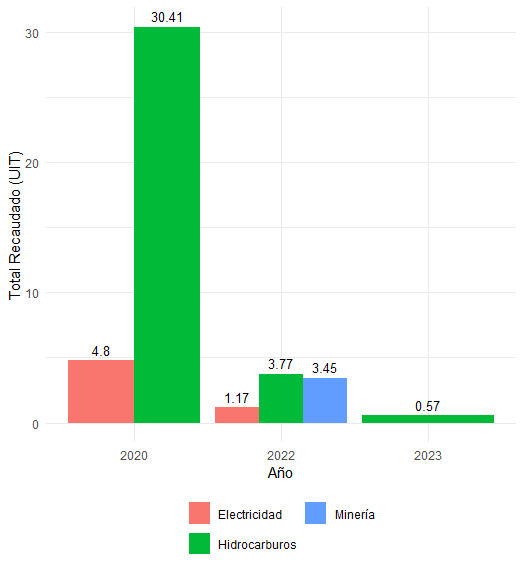 30.41
30
20
10
0
Total Recaudado (UIT)
4.8
1.17
3.77
3.45
0.57
2020
2022
2023
Año
Electricidad
Minería
Hidrocarburos